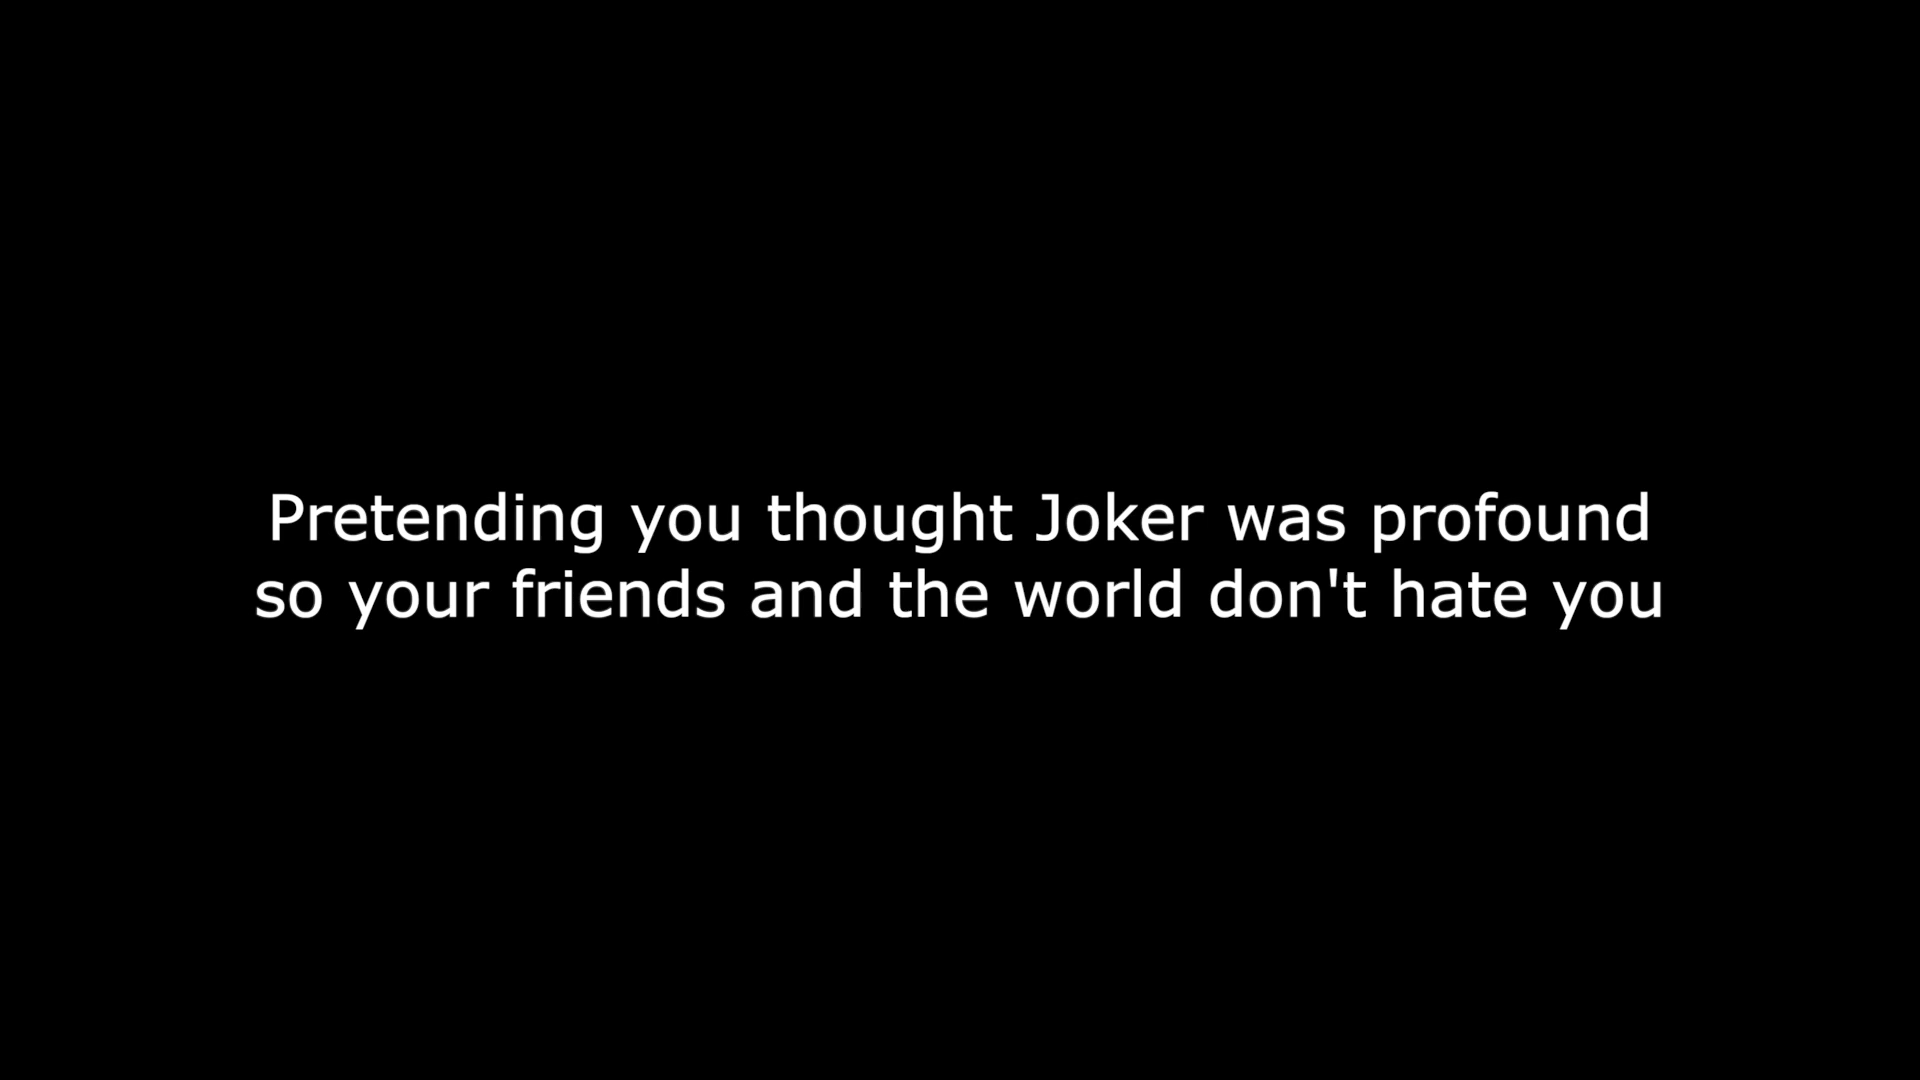 Pretending you thought Joker was profound
so your friends and the world don't hate you